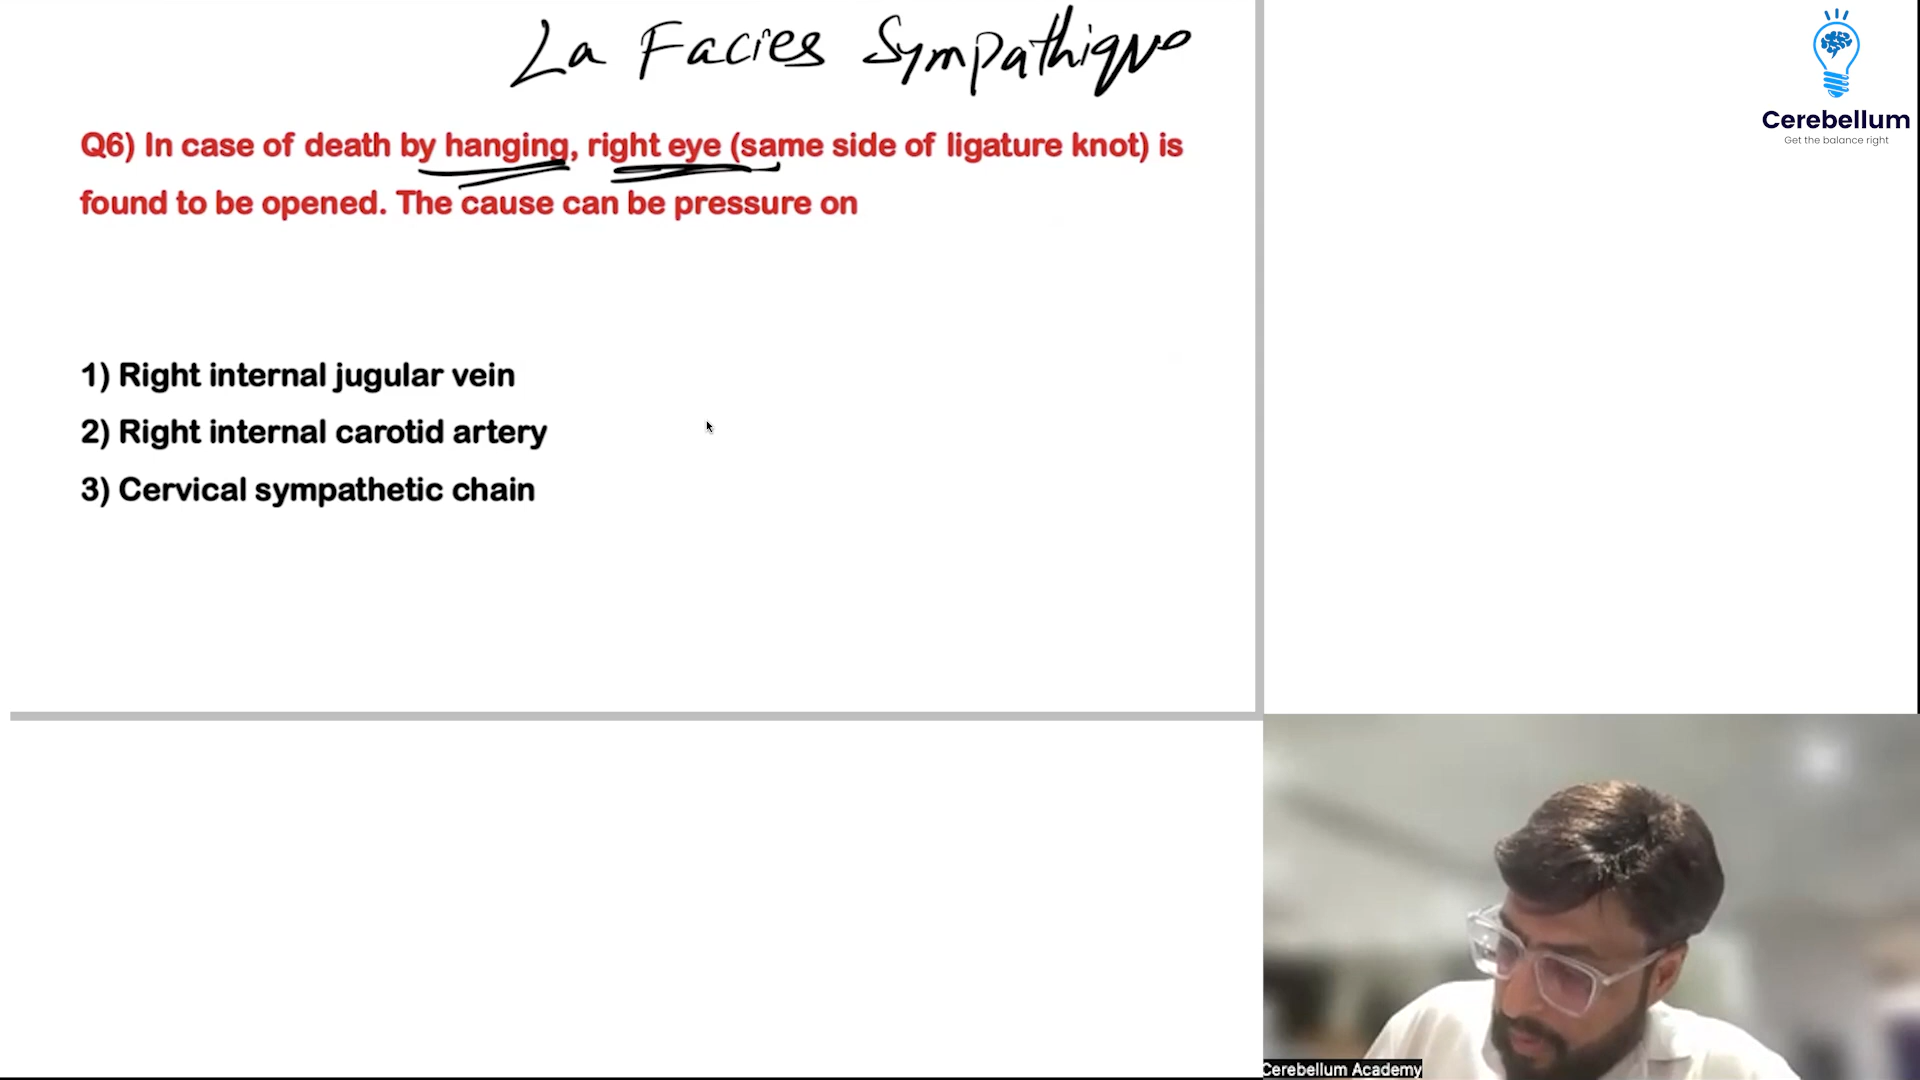 La Facies Sympathique
Cerebellum
Get the balance right
Q6) In case of death by hanging, right eye (same side of ligature knot) is
found to be opened. The cause can be pressure on
1) Right internal jugular vein
2) Right internal carotid artery
3) Cervical sympathetic chain
Cerebellum Academy